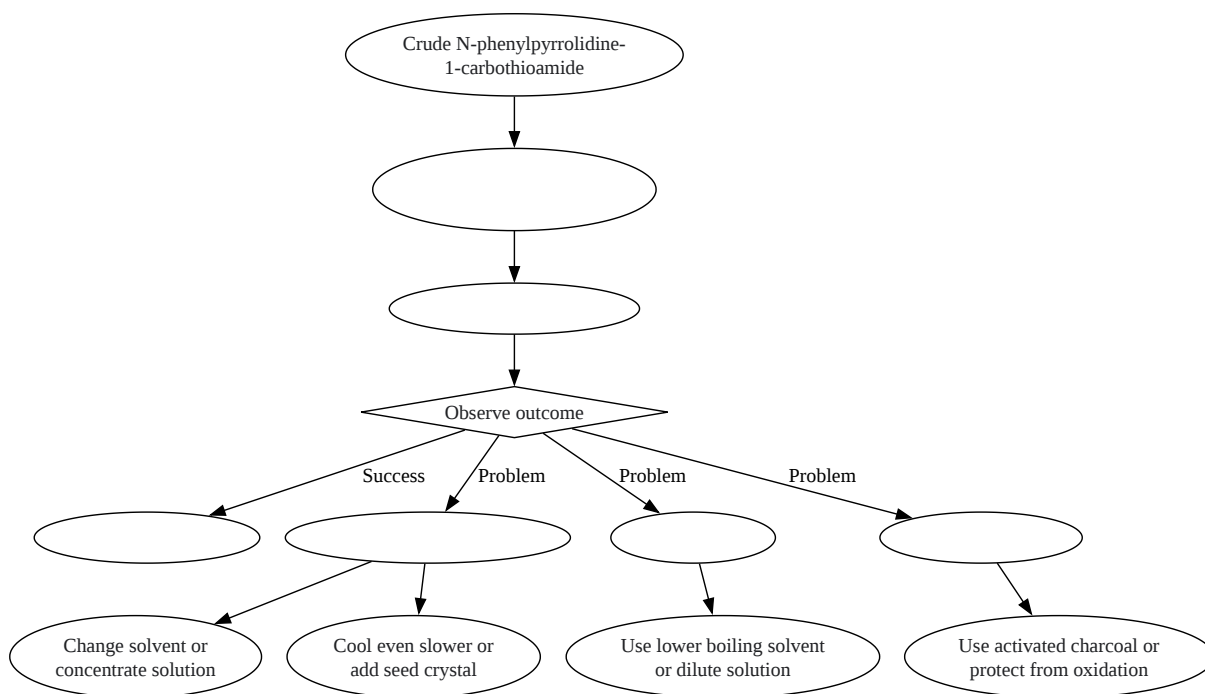 Crude N-phenylpyrrolidine-
1-carbothioamide
Observe outcome
Success
Problem
Problem
Problem
Change solvent or
concentrate solution
Cool even slower or
add seed crystal
Use lower boiling solvent
or dilute solution
Use activated charcoal or
protect from oxidation